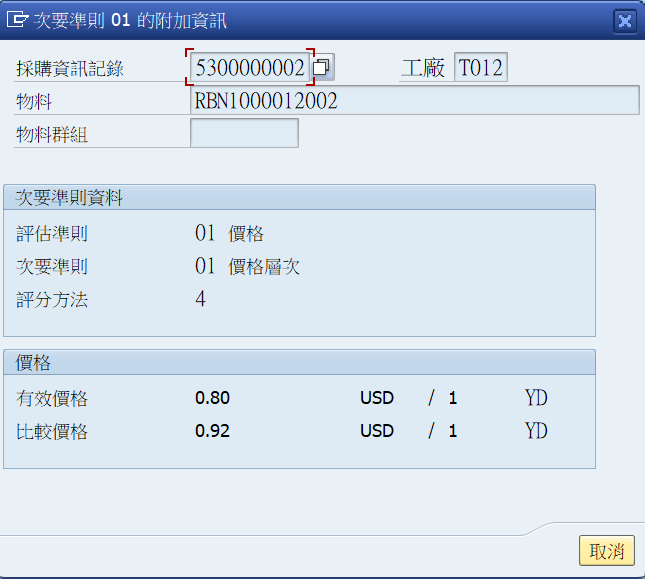 次要準則 01 的附加資訊
採購資訊記錄 5300000002 工廠 T012
物料 RBN1000012002
物料群組
次要準則資料
評估準則 01 價格
次要準則 01 價格層次
評分方法 4
價格
有效價格 0.80 USD / 1 YD
比較價格 0.92 USD / 1 YD
取消